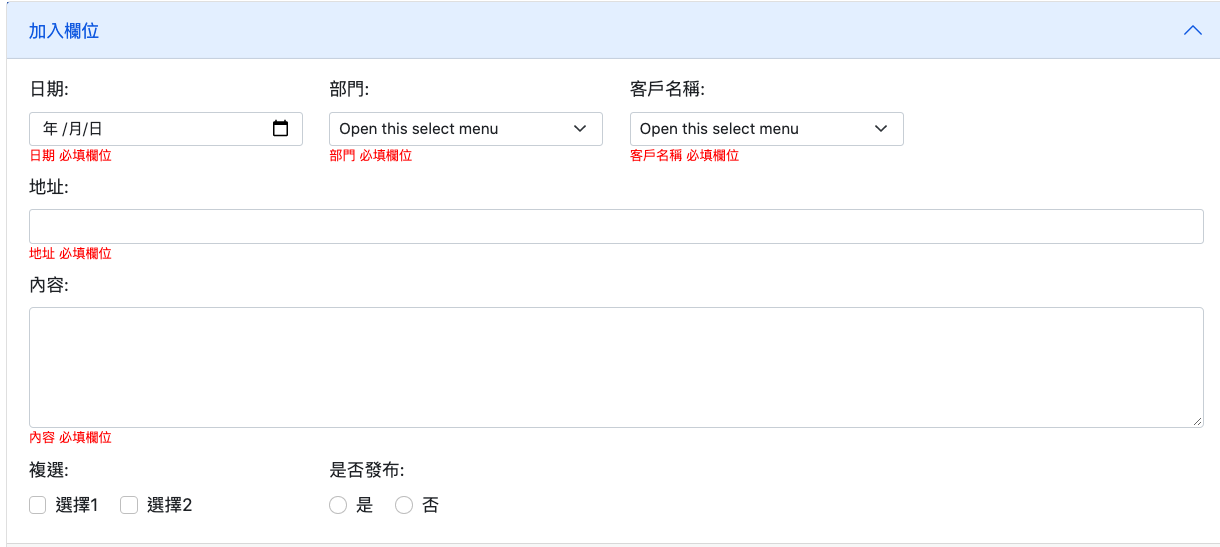 加入欄位
日期: 部門: 客戶名稱:
年 /月/日 Open this select menu Open this select menu
日期 必填欄位 部門 必填欄位 客戶名稱 必填欄位
地址:
地址 必填欄位
內容:
內容 必填欄位
複選: 是否發布:
選擇1 選擇2 是 否